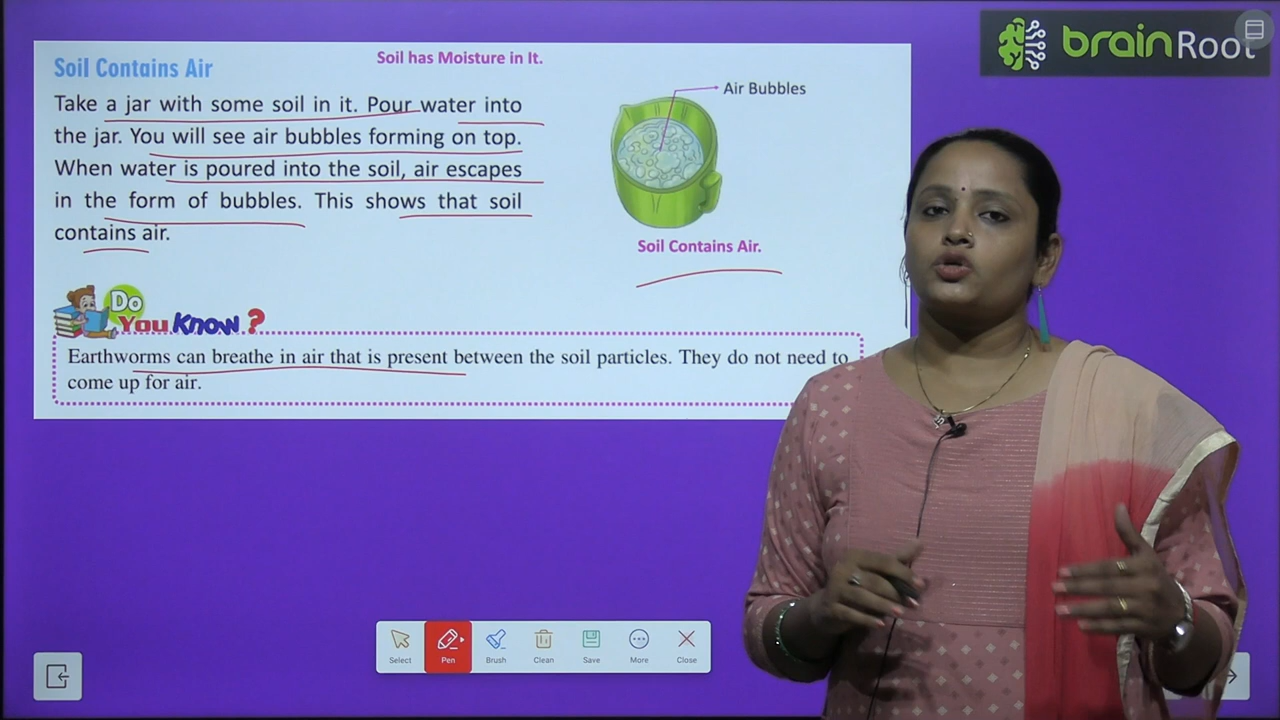 brainRoot
Soil has Moisture in It.
Soil Contains Air
Take a jar with some soil in it. Pour water into
the jar. You will see air bubbles forming on top.
When water is poured into the soil, air escapes
in the form of bubbles. This shows that soil
contains air.
Air Bubbles
Soil Contains Air.
Do
You Know?
Earthworms can breathe in air that is present between the soil particles. They do not need to
come up for air.
Select
Pen
Brush
Clean
Save
More
Close